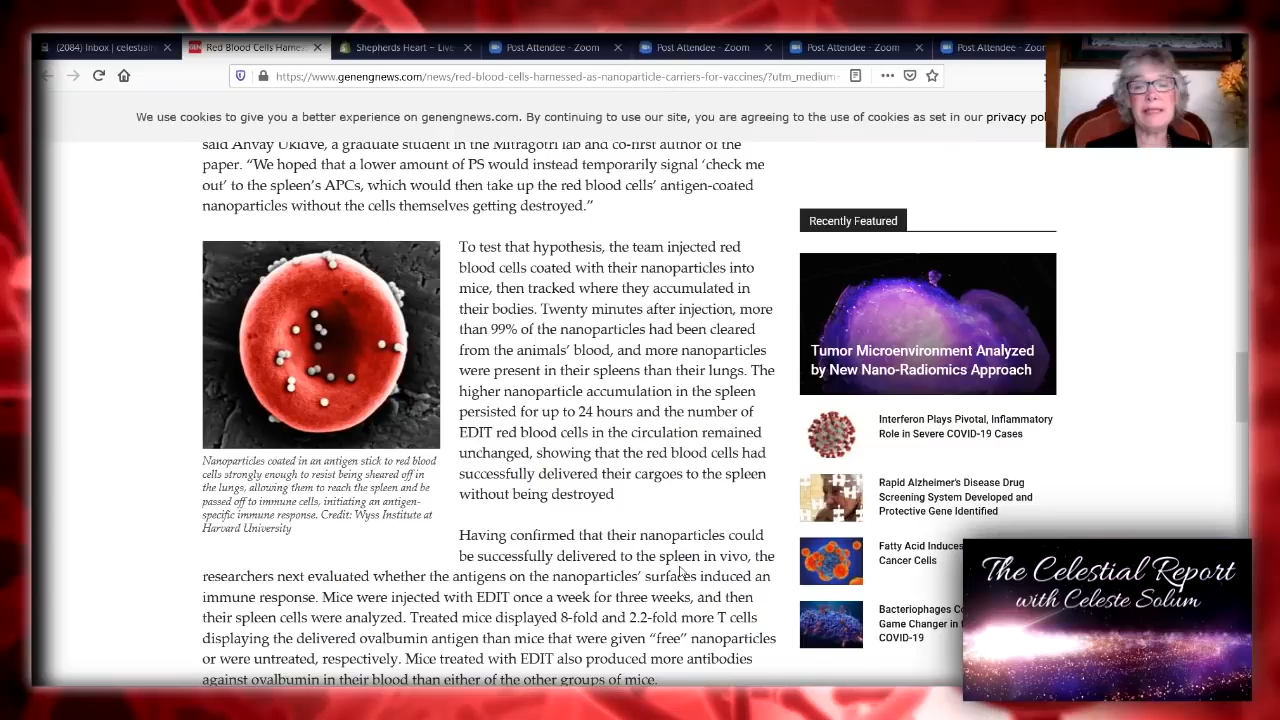 (2084) Inbox | celestial
Red Blood Cells Harne
Shepherds Heart – Live
Post Attendee - Zoom
Post Attendee - Zoom
Post Attendee - Zoom
Post Attendee - Zoom
https://www.genengnews.com/news/red-blood-cells-harnessed-as-nanoparticle-carriers-for-vaccines/?utm_medium=
We use cookies to give you a better experience on genengnews.com. By continuing to use our site, you are agreeing to the use of cookies as set in our privacy pol
said Anvay Ukidve, a graduate student in the Mitragotri lab and co-first author of the
paper. “We hoped that a lower amount of PS would instead temporarily signal ‘check me
out’ to the spleen’s APCs, which would then take up the red blood cells’ antigen-coated
nanoparticles without the cells themselves getting destroyed.”
To test that hypothesis, the team injected red
blood cells coated with their nanoparticles into
mice, then tracked where they accumulated in
their bodies. Twenty minutes after injection, more
than 99% of the nanoparticles had been cleared
from the animals’ blood, and more nanoparticles
were present in their spleens than their lungs. The
higher nanoparticle accumulation in the spleen
persisted for up to 24 hours and the number of
EDIT red blood cells in the circulation remained
unchanged, showing that the red blood cells had
successfully delivered their cargoes to the spleen
without being destroyed
Nanoparticles coated in an antigen stick to red blood
cells strongly enough to resist being sheared off in
the lungs, allowing them to reach the spleen and be
passed off to immune cells, initiating an antigen-
specific immune response. Credit: Wyss Institute at
Harvard University
Having confirmed that their nanoparticles could
be successfully delivered to the spleen in vivo, the
researchers next evaluated whether the antigens on the nanoparticles’ surfaces induced an
immune response. Mice were injected with EDIT once a week for three weeks, and then
their spleen cells were analyzed. Treated mice displayed 8-fold and 2.2-fold more T cells
displaying the delivered ovalbumin antigen than mice that were given “free” nanoparticles
or were untreated, respectively. Mice treated with EDIT also produced more antibodies
against ovalbumin in their blood than either of the other groups of mice.
Recently Featured
Tumor Microenvironment Analyzed
by New Nano-Radiomics Approach
Interferon Plays Pivotal, Inflammatory
Role in Severe COVID-19 Cases
Rapid Alzheimer’s Disease Drug
Screening System Developed and
Protective Gene Identified
Fatty Acid Induces
Cancer Cells
Bacteriophages Co
Game Changer in t
COVID-19
The Celestial Report
with Celeste Solum